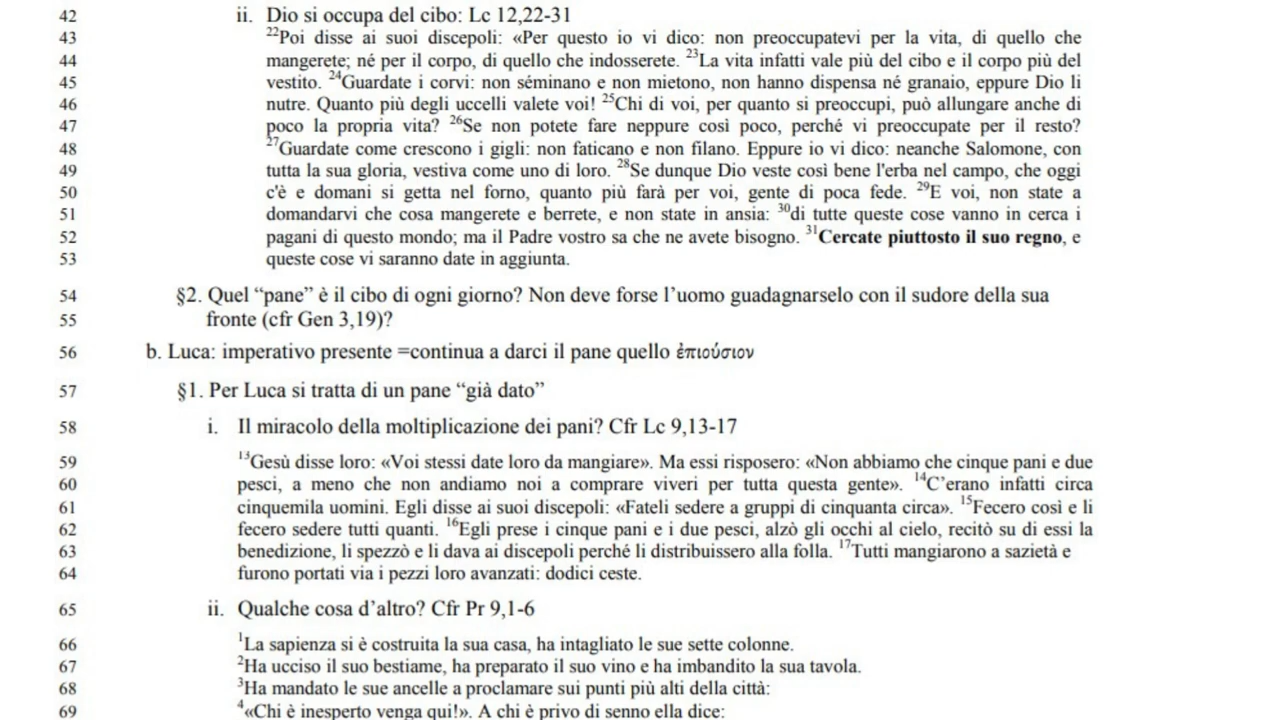 42 ii. Dio si occupa del cibo: Lc 12,22-31
43 22Poi disse ai suoi discepoli: «Per questo io vi dico: non preoccupatevi per la vita, di quello che
44 mangerete; né per il corpo, di quello che indosserete. 23La vita infatti vale più del cibo e il corpo più del
45 vestito. 24Guardate i corvi: non séminano e non mietono, non hanno dispensa né granaio, eppure Dio li
46 nutre. Quanto più degli uccelli valete voi! 25Chi di voi, per quanto si preoccupi, può allungare anche di
47 poco la propria vita? 26Se non potete fare neppure così poco, perché vi preoccupate per il resto?
48 27Guardate come crescono i gigli: non faticano e non filano. Eppure io vi dico: neanche Salomone, con
49 tutta la sua gloria, vestiva come uno di loro. 28Se dunque Dio veste così bene l'erba nel campo, che oggi
50 c'è e domani si getta nel forno, quanto più farà per voi, gente di poca fede. 29E voi, non state a
51 domandarvi che cosa mangerete e berrete, e non state in ansia: 30di tutte queste cose vanno in cerca i
52 pagani di questo mondo; ma il Padre vostro sa che ne avete bisogno. 31Cercate piuttosto il suo regno, e
53 queste cose vi saranno date in aggiunta.
54 §2. Quel “pane” è il cibo di ogni giorno? Non deve forse l’uomo guadagnarselo con il sudore della sua
55 fronte (cfr Gen 3,19)?
56 b. Luca: imperativo presente =continua a darci il pane quello ἐπιούσιον
57 §1. Per Luca si tratta di un pane “già dato”
58 i. Il miracolo della moltiplicazione dei pani? Cfr Lc 9,13-17
59 13Gesù disse loro: «Voi stessi date loro da mangiare». Ma essi risposero: «Non abbiamo che cinque pani e due
60 pesci, a meno che non andiamo noi a comprare viveri per tutta questa gente». 14C’erano infatti circa
61 cinquemila uomini. Egli disse ai suoi discepoli: «Fateli sedere a gruppi di cinquanta circa». 15Fecero così e li
62 fecero sedere tutti quanti. 16Egli prese i cinque pani e i due pesci, alzò gli occhi al cielo, recitò su di essi la
63 benedizione, li spezzò e li dava ai discepoli perché li distribuissero alla folla. 17Tutti mangiarono a sazietà e
64 furono portati via i pezzi loro avanzati: dodici ceste.
65 ii. Qualche cosa d’altro? Cfr Pr 9,1-6
66 1La sapienza si è costruita la sua casa, ha intagliato le sue sette colonne.
67 2Ha ucciso il suo bestiame, ha preparato il suo vino e ha imbandito la sua tavola.
68 3Ha mandato le sue ancelle a proclamare sui punti più alti della città:
69 4«Chi è inesperto venga qui!». A chi è privo di senno ella dice: